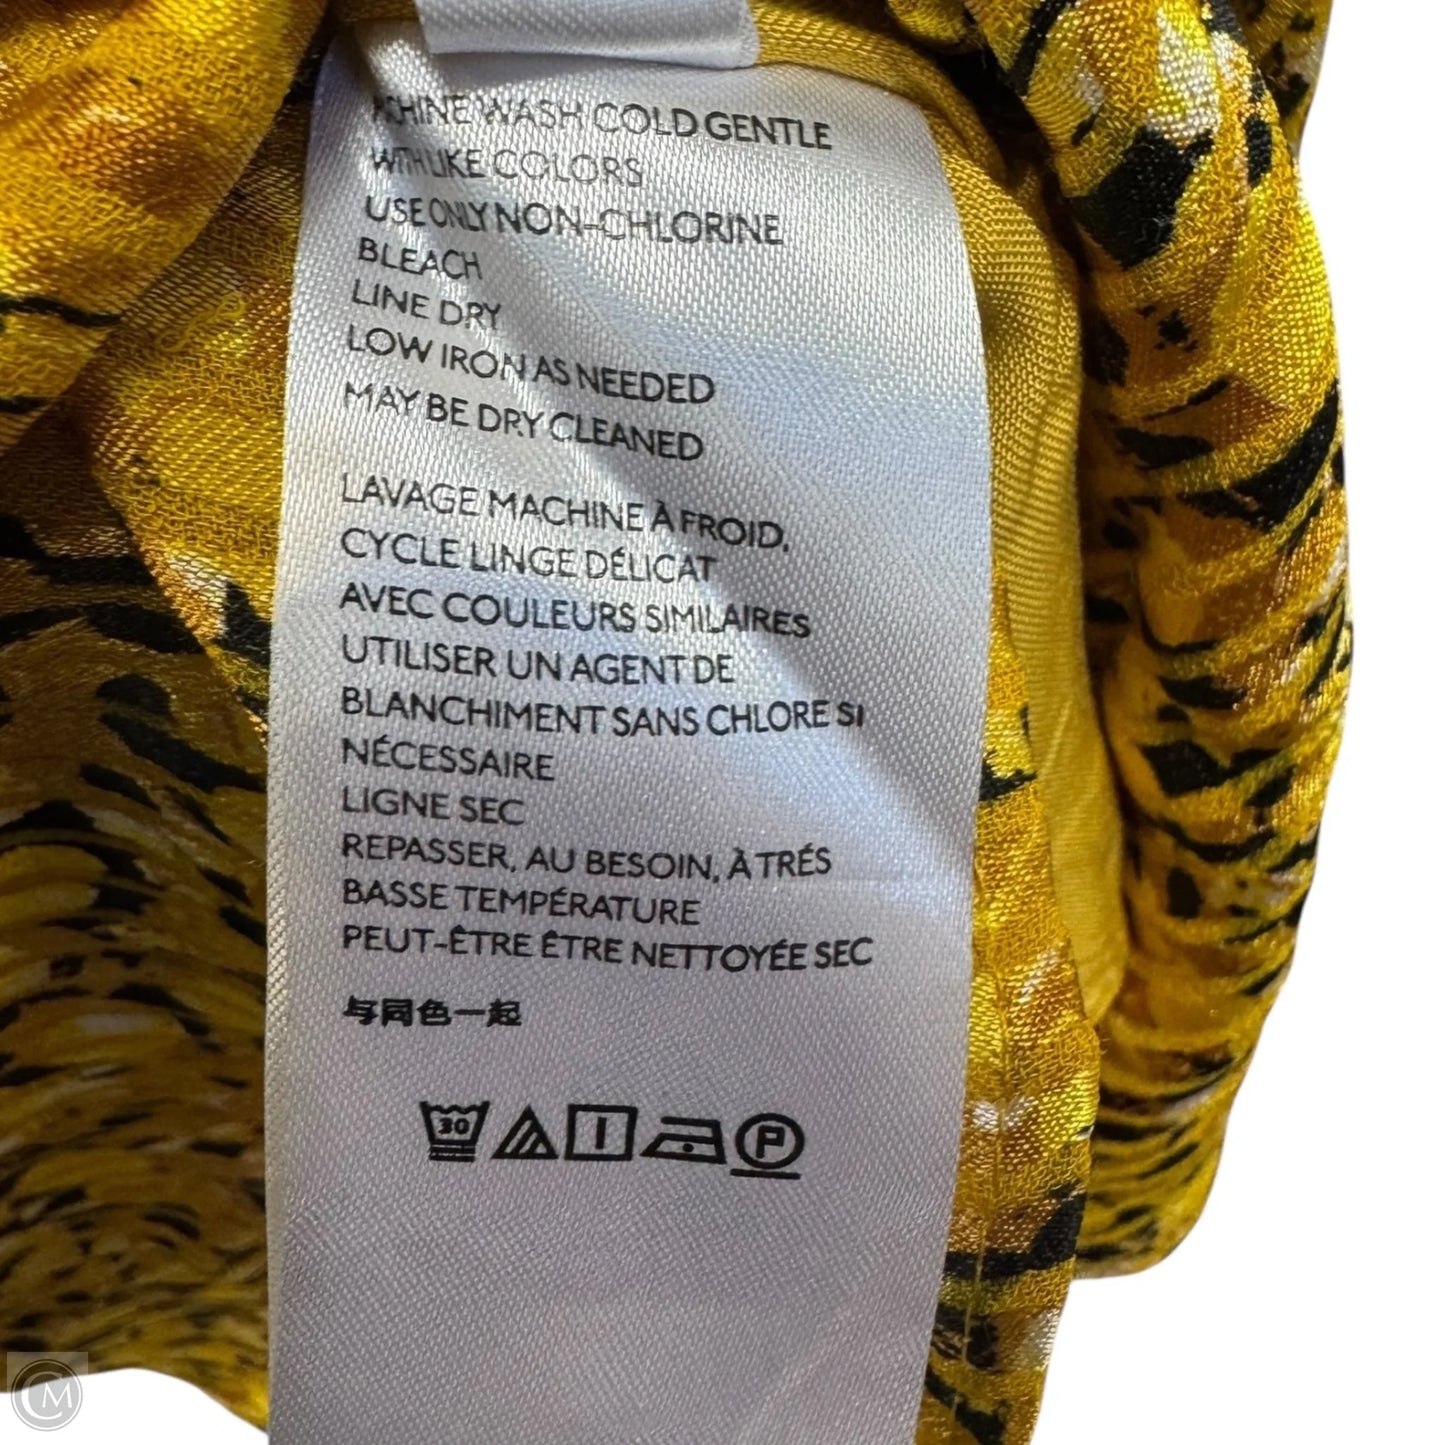 MACHINE WASH COLD GENTLE
WITH LIKE COLORS
USE ONLY NON-CHLORINE
BLEACH
LINE DRY
LOW IRON AS NEEDED
MAY BE DRY CLEANED
LAVAGE MACHINE À FROID,
CYCLE LINGE DÉLICAT
AVEC COULEURS SIMILAIRES
UTILISER UN AGENT DE
BLANCHIMENT SANS CHLORE SI
NÉCESSAIRE
LIGNE SEC
REPASSER, AU BESOIN, À TRÉS
BASSE TEMPÉRATURE
PEUT-ÊTRE ÊTRE NETTOYÉE SEC
与同色一起
30 P
CM